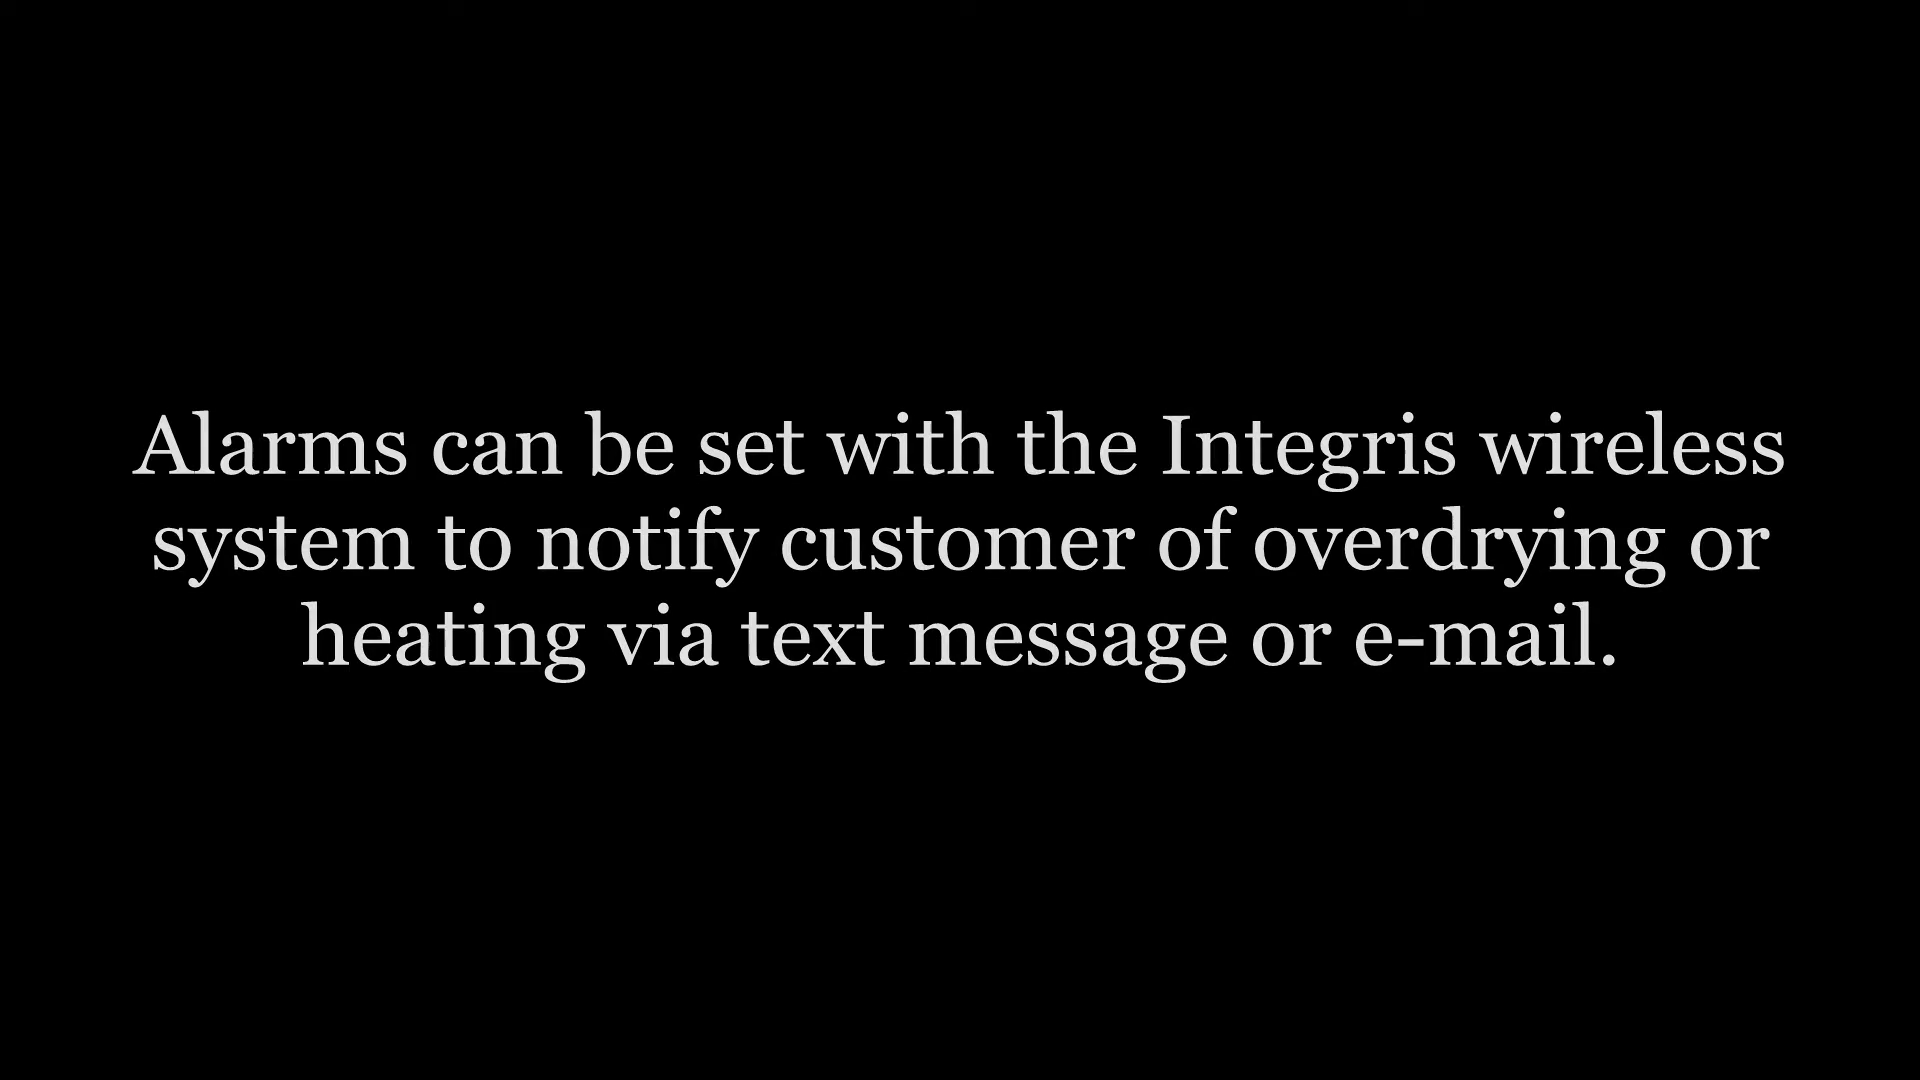 Alarms can be set with the Integris wireless
system to notify customer of overdrying or
heating via text message or e-mail.